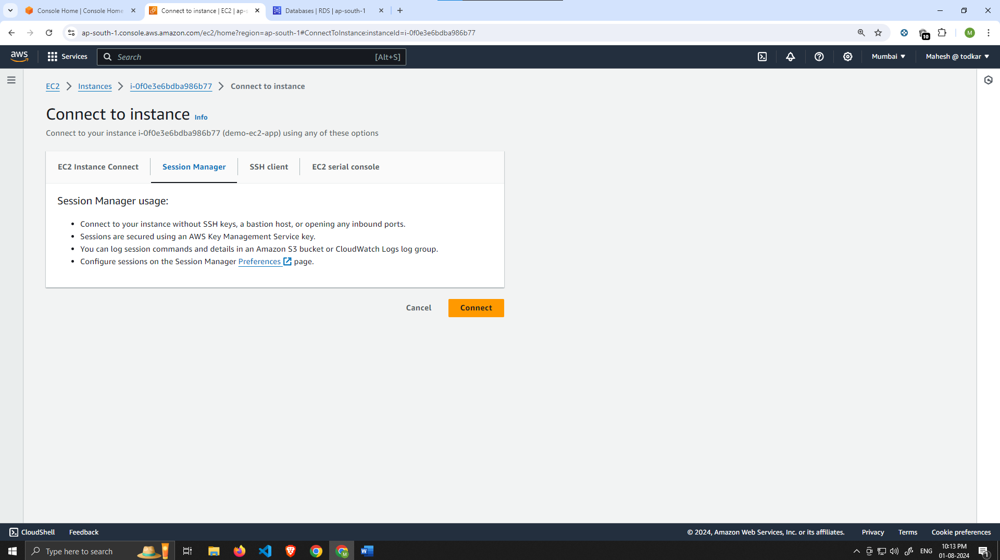 Console Home | Console Home
Connect to instance | EC2 | ap-s
Databases | RDS | ap-south-1
ap-south-1.console.aws.amazon.com/ec2/home?region=ap-south-1#ConnectToInstance:instanceId=i-0f0e3e6bdba986b77
10
M
aws
Services
Search
[Alt+S]
Mumbai
Mahesh @ todkar
EC2 > Instances > i-0f0e3e6bdba986b77 > Connect to instance
Connect to instance Info
Connect to your instance i-0f0e3e6bdba986b77 (demo-ec2-app) using any of these options
EC2 Instance Connect
Session Manager
SSH client
EC2 serial console
Session Manager usage:
• Connect to your instance without SSH keys, a bastion host, or opening any inbound ports.
• Sessions are secured using an AWS Key Management Service key.
• You can log session commands and details in an Amazon S3 bucket or CloudWatch Logs log group.
• Configure sessions on the Session Manager Preferences page.
Cancel
Connect
CloudShell
Feedback
© 2024, Amazon Web Services, Inc. or its affiliates.
Privacy
Terms
Cookie preferences
Type here to search
M
W
ENG
10:13 PM
01-08-2024
1